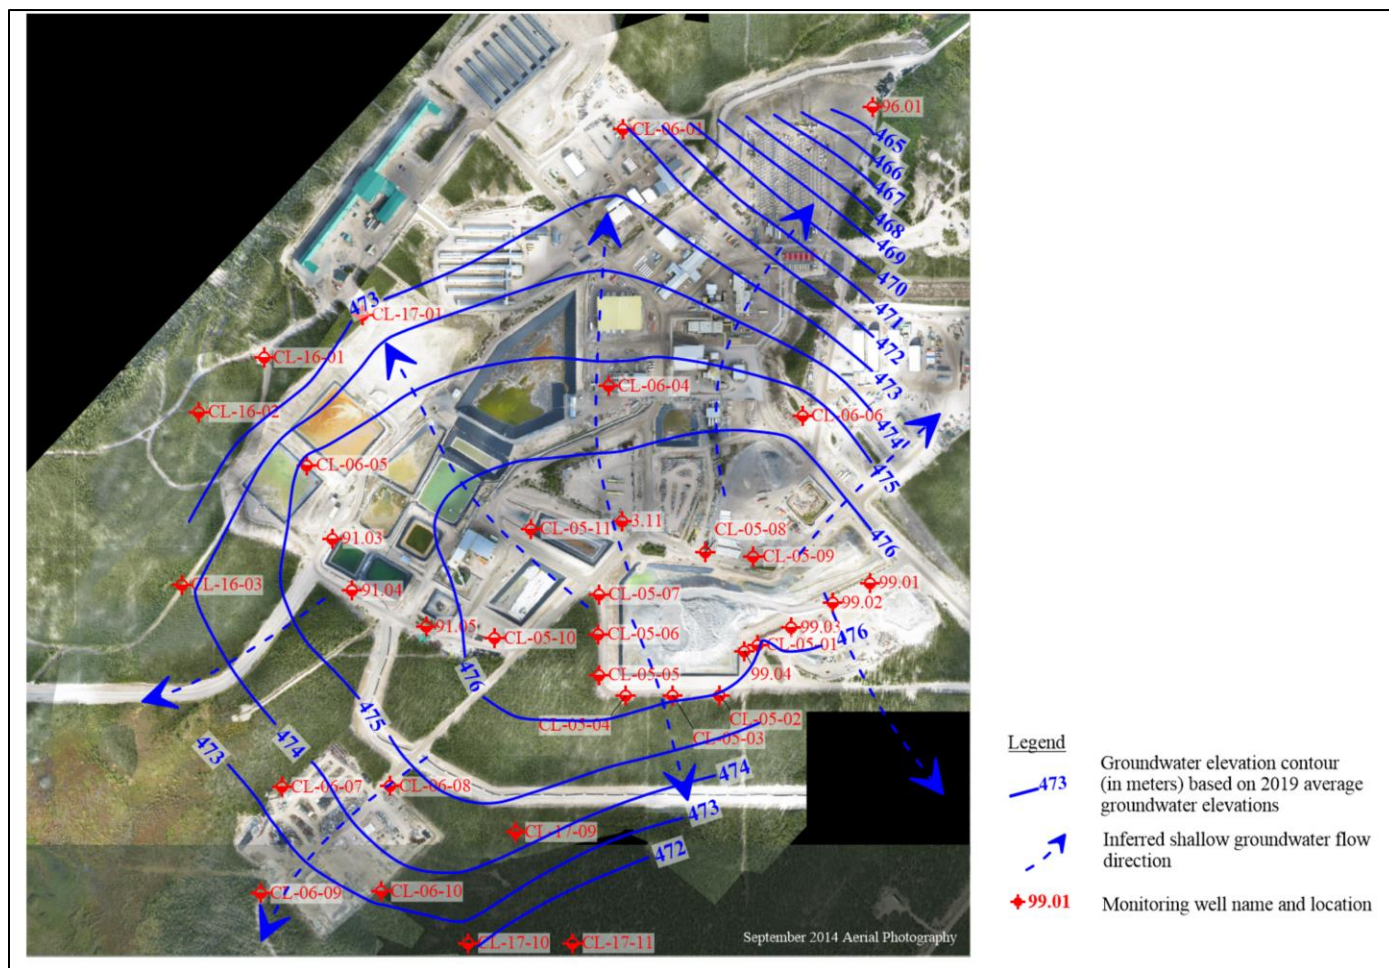 96.01
CL-06-01
465
466
467
468
469
470
471
472
473
474
475
476
473
CL-17-01
CL-16-01
CL-16-02
CL-06-04
CL-06-06
CL-06-05
3.11
CL-05-11
CL-05-08
CL-05-09
91.03
CL-16-03
91.04
CL-05-07
99.01
99.02
91.05
CL-05-10
CL-05-06
99.03
CL-05-01
476
99.04
476
CL-05-05
475
CL-05-04
CL-05-02
CL-05-03
474
473
474
473
472
CL-06-07
CL-06-08
CL-17-09
CL-06-09
CL-06-10
CL-17-10
CL-17-11
September 2014 Aerial Photography
Legend
473
Groundwater elevation contour
(in meters) based on 2019 average
groundwater elevations
Inferred shallow groundwater flow
direction
99.01
Monitoring well name and location